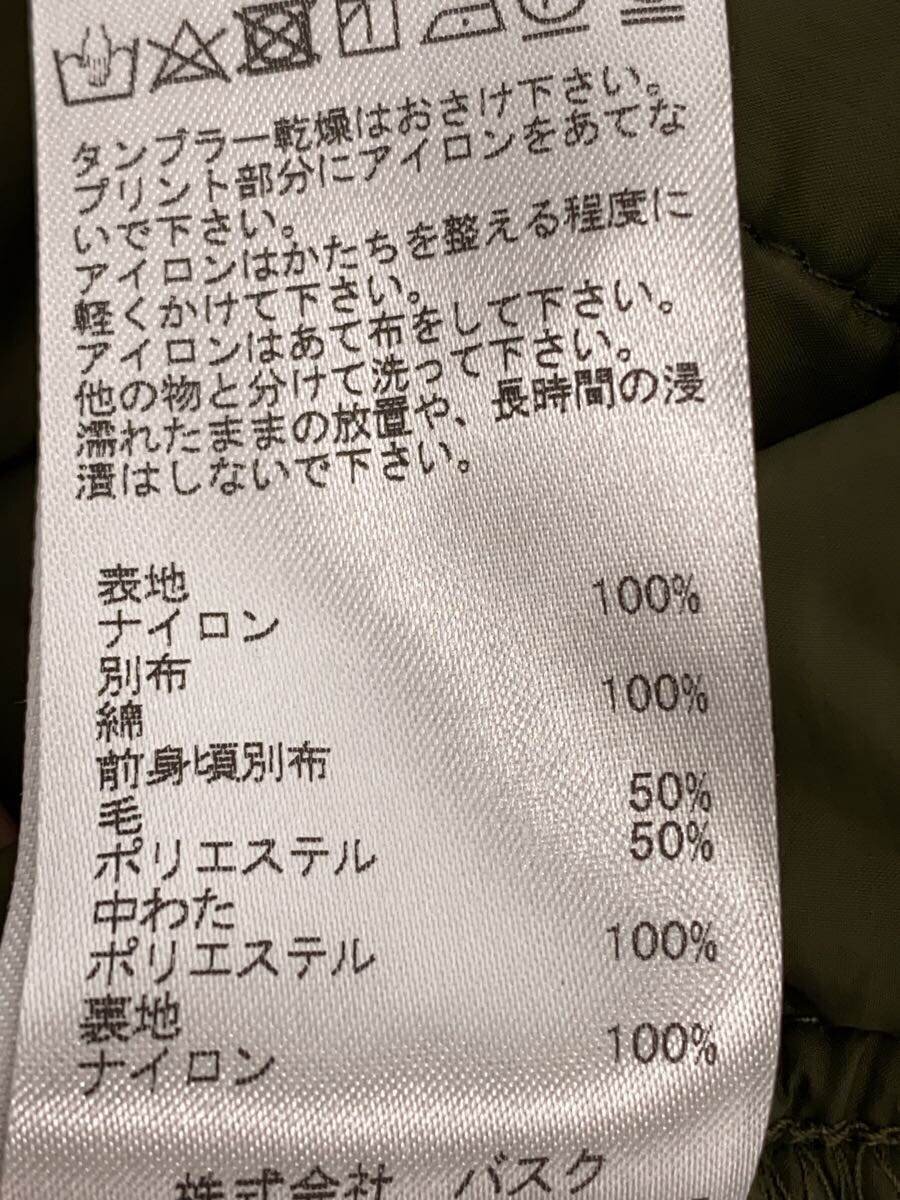 タンブラー乾燥はおさけ下さい。
プリント部分にアイロンをあてな
いで下さい。
アイロンはかたちを整える程度に
軽くかけて下さい。
アイロンはあて布をして下さい。
他の物と分けて洗って下さい。
濡れたままの放置や、長時間の浸
漬はしないで下さい。
表地
ナイロン 100%
別布
綿 100%
前身頃別布
毛 50%
ポリエステル 50%
中わた
ポリエステル 100%
裏地
ナイロン 100%
株式会社 バスク